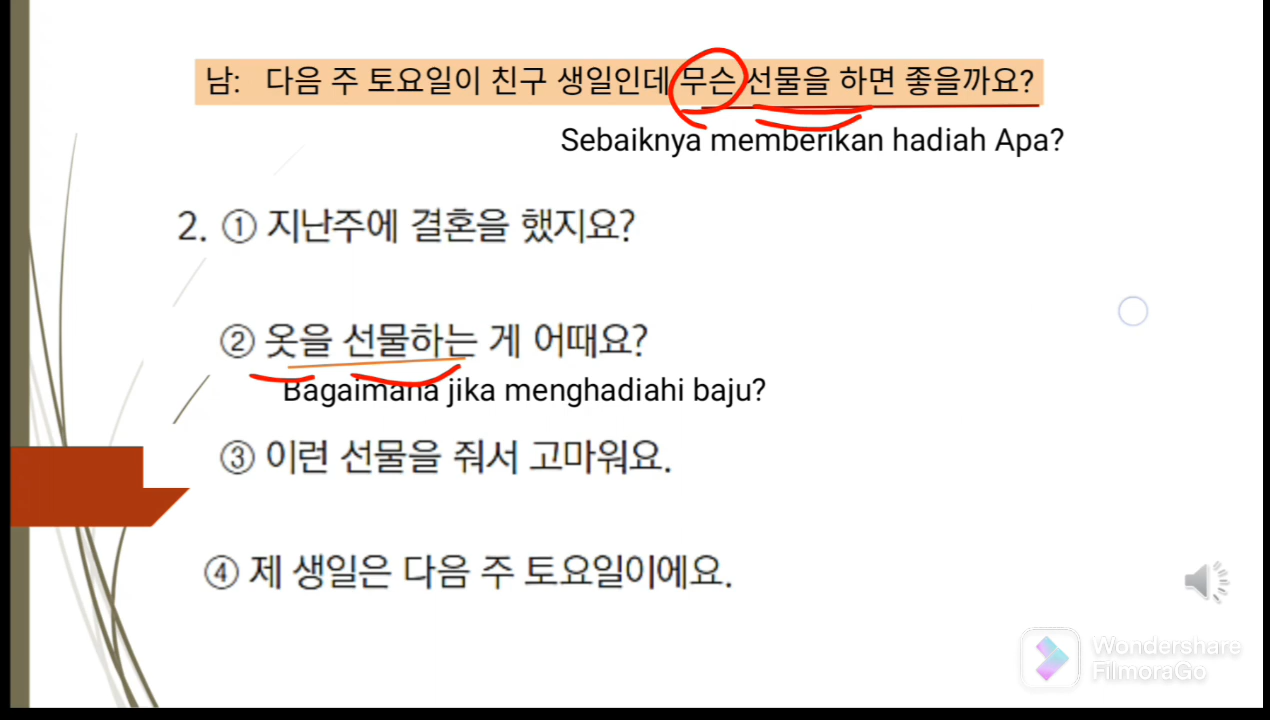 남: 다음 주 토요일이 친구 생일인데 무슨 선물을 하면 좋을까요?
Sebaiknya memberikan hadiah Apa?
2. ① 지난주에 결혼을 했지요?
② 옷을 선물하는 게 어때요?
Bagaimana jika menghadiahi baju?
③ 이런 선물을 줘서 고마워요.
④ 제 생일은 다음 주 토요일이에요.
Wondershare
FilmoraGo